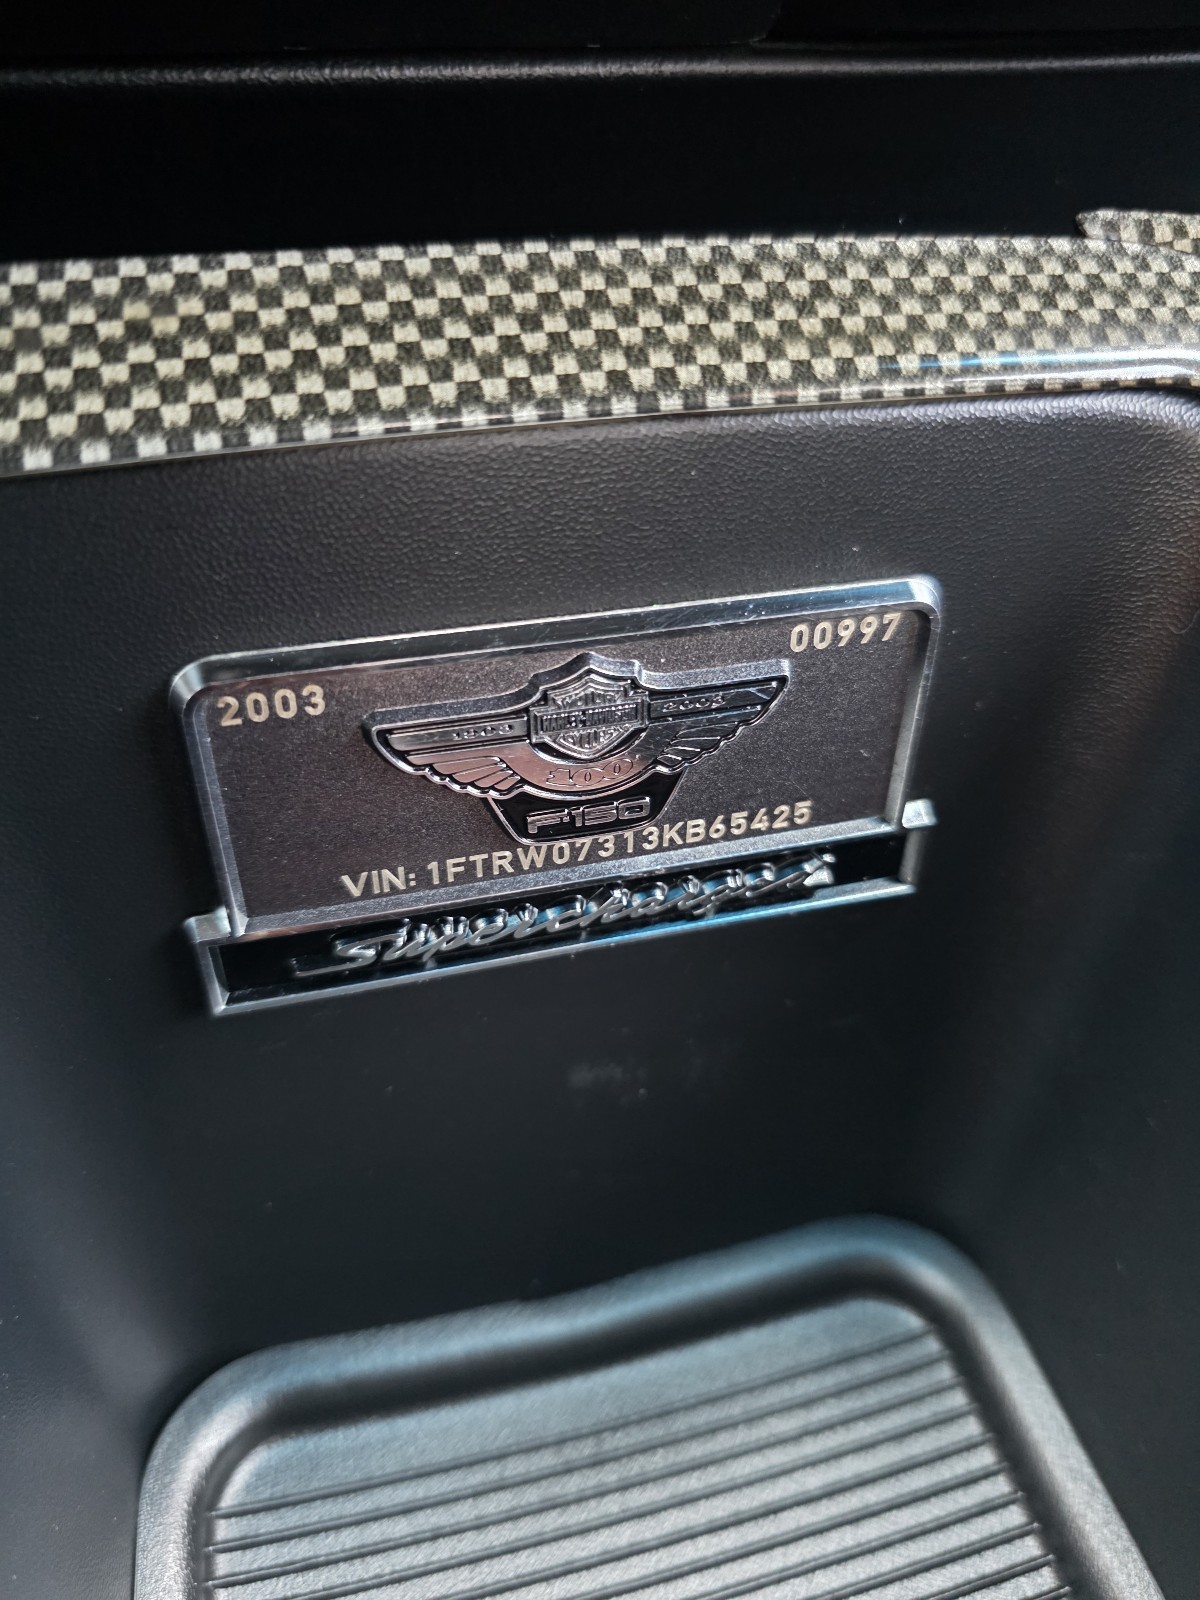 2003
00997
1903
2003
HARLEY-DAVIDSON
100
F-150
VIN: 1FTRW07313KB65425
Supercharged